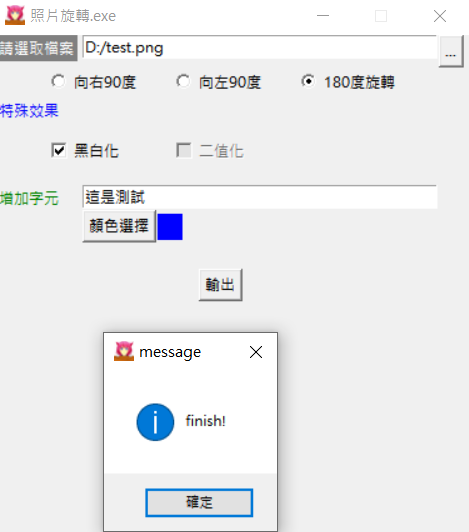 照片旋轉.exe
請選取檔案 D:/test.png ...
向右90度 向左90度 180度旋轉
特殊效果
黑白化 二值化
增加字元 這是測試
顏色選擇
輸出
message
finish!
確定